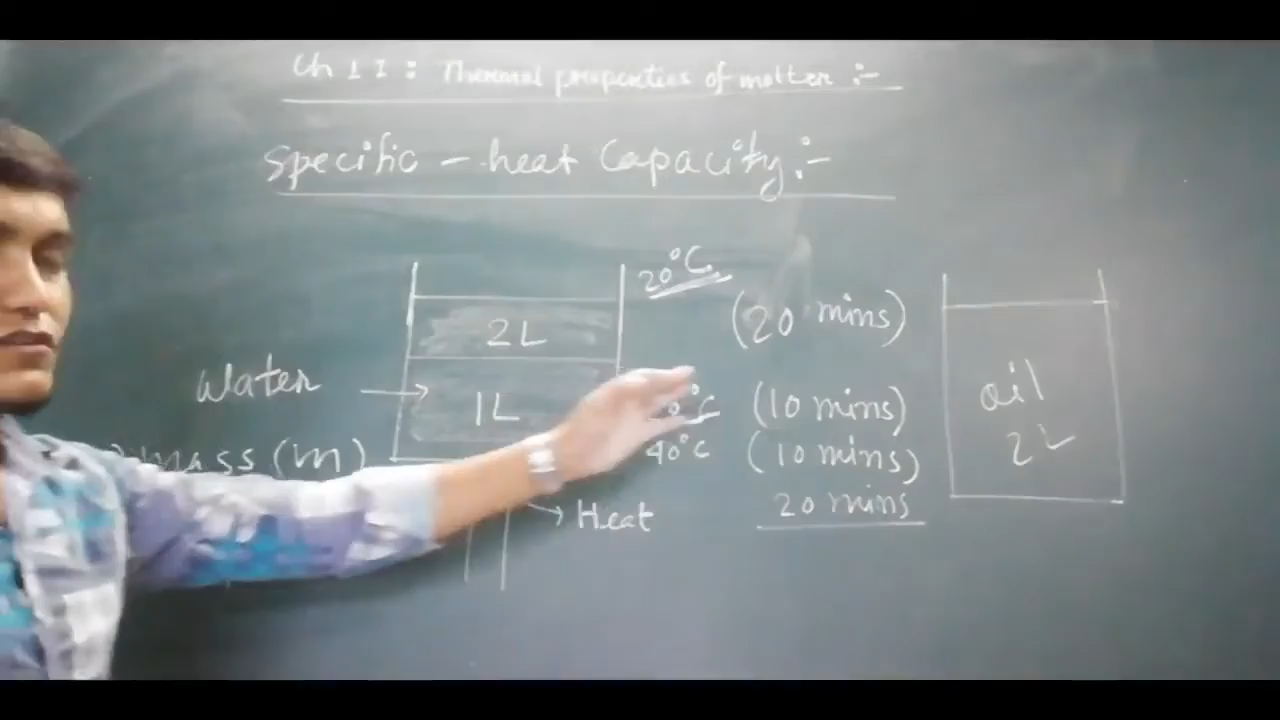 Ch 11 : Thermal properties of matter :-
Specific - heat Capacity :-
20°C
2L
(20 mins)
Water
1L
°C
(10 mins)
oil
2L
mass (m)
40°C
(10 mins)
20 mins
Heat